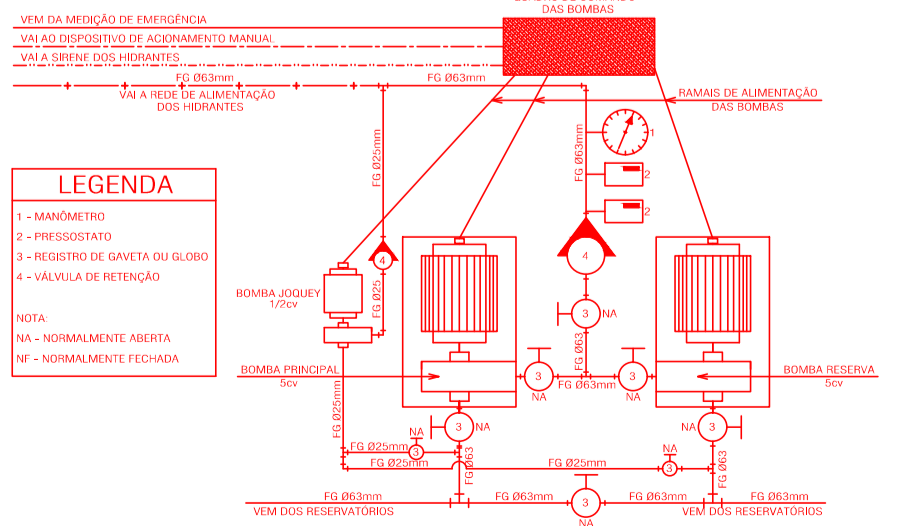 DAS BOMBAS
VEM DA MEDIÇÃO DE EMERGÊNCIA
VAI AO DISPOSITIVO DE ACIONAMENTO MANUAL
VAI A SIRENE DOS HIDRANTES
FG Ø63mm
FG Ø63mm
VAI A REDE DE ALIMENTAÇÃO
DOS HIDRANTES
RAMAIS DE ALIMENTAÇÃO
DAS BOMBAS
FG Ø25mm
FG Ø63mm
1
2
2
LEGENDA
1 - MANÔMETRO
2 - PRESSOSTATO
3 - REGISTRO DE GAVETA OU GLOBO
4 - VÁLVULA DE RETENÇÃO
NOTA:
NA - NORMALMENTE ABERTA
NF - NORMALMENTE FECHADA
4
4
BOMBA JOQUEY
1/2cv
FG Ø25
3
NA
FG Ø63
BOMBA PRINCIPAL
5cv
3
NA
FG Ø63mm
3
NA
BOMBA RESERVA
5cv
FG Ø25mm
3
NA
NA
3
FG Ø25mm
NA
3
FG Ø63
FG Ø25mm
FG Ø25mm
NA
3
FG Ø63
FG Ø63mm
FG Ø63mm
3
NA
FG Ø63mm
FG Ø63mm
VEM DOS RESERVATÓRIOS
VEM DOS RESERVATÓRIOS